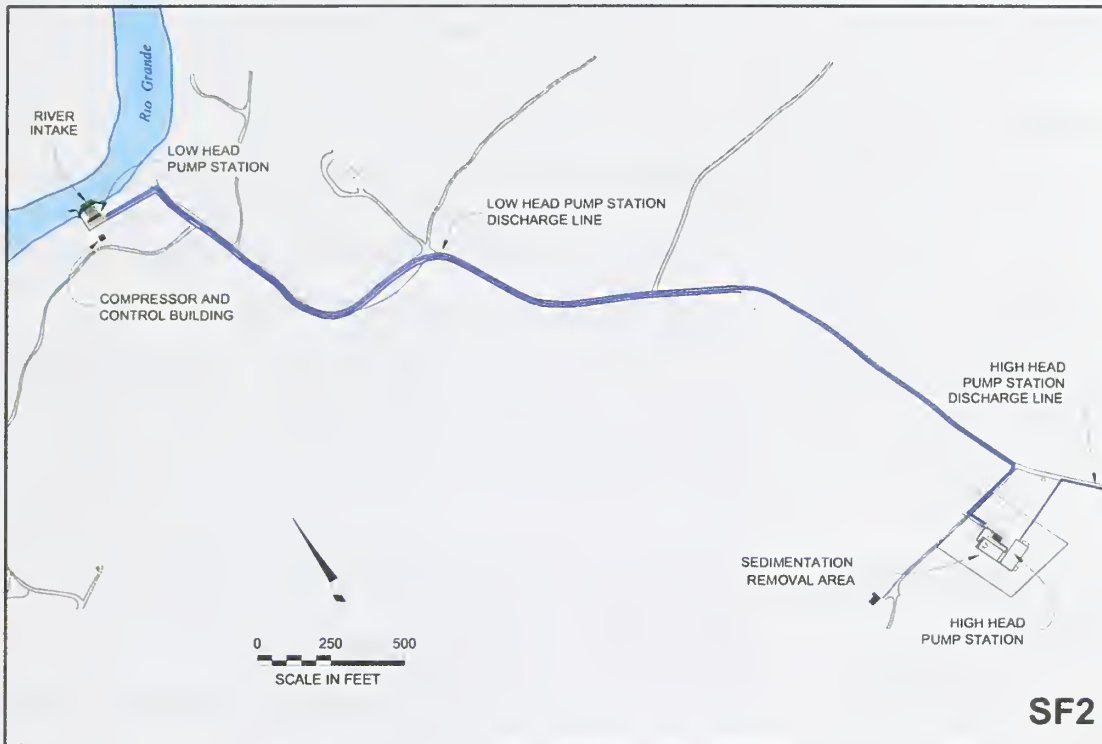 Rio Grande
RIVER
INTAKE
LOW HEAD
PUMP STATION
LOW HEAD PUMP STATION
DISCHARGE LINE
COMPRESSOR AND
CONTROL BUILDING
HIGH HEAD
PUMP STATION
DISCHARGE LINE
SEDIMENTATION
REMOVAL AREA
HIGH HEAD
PUMP STATION
0 250 500
SCALE IN FEET
SF2